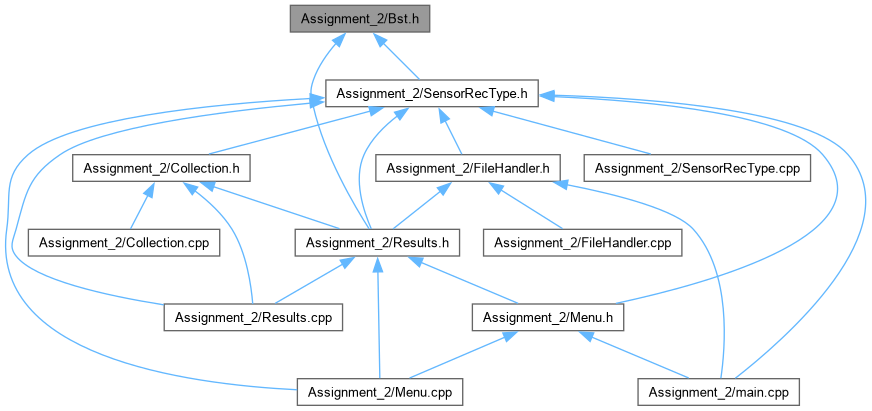 Assignment_2/Bst.h
Assignment_2/SensorRecType.h
Assignment_2/Collection.h
Assignment_2/FileHandler.h
Assignment_2/SensorRecType.cpp
Assignment_2/Collection.cpp
Assignment_2/Results.h
Assignment_2/FileHandler.cpp
Assignment_2/Results.cpp
Assignment_2/Menu.h
Assignment_2/Menu.cpp
Assignment_2/main.cpp